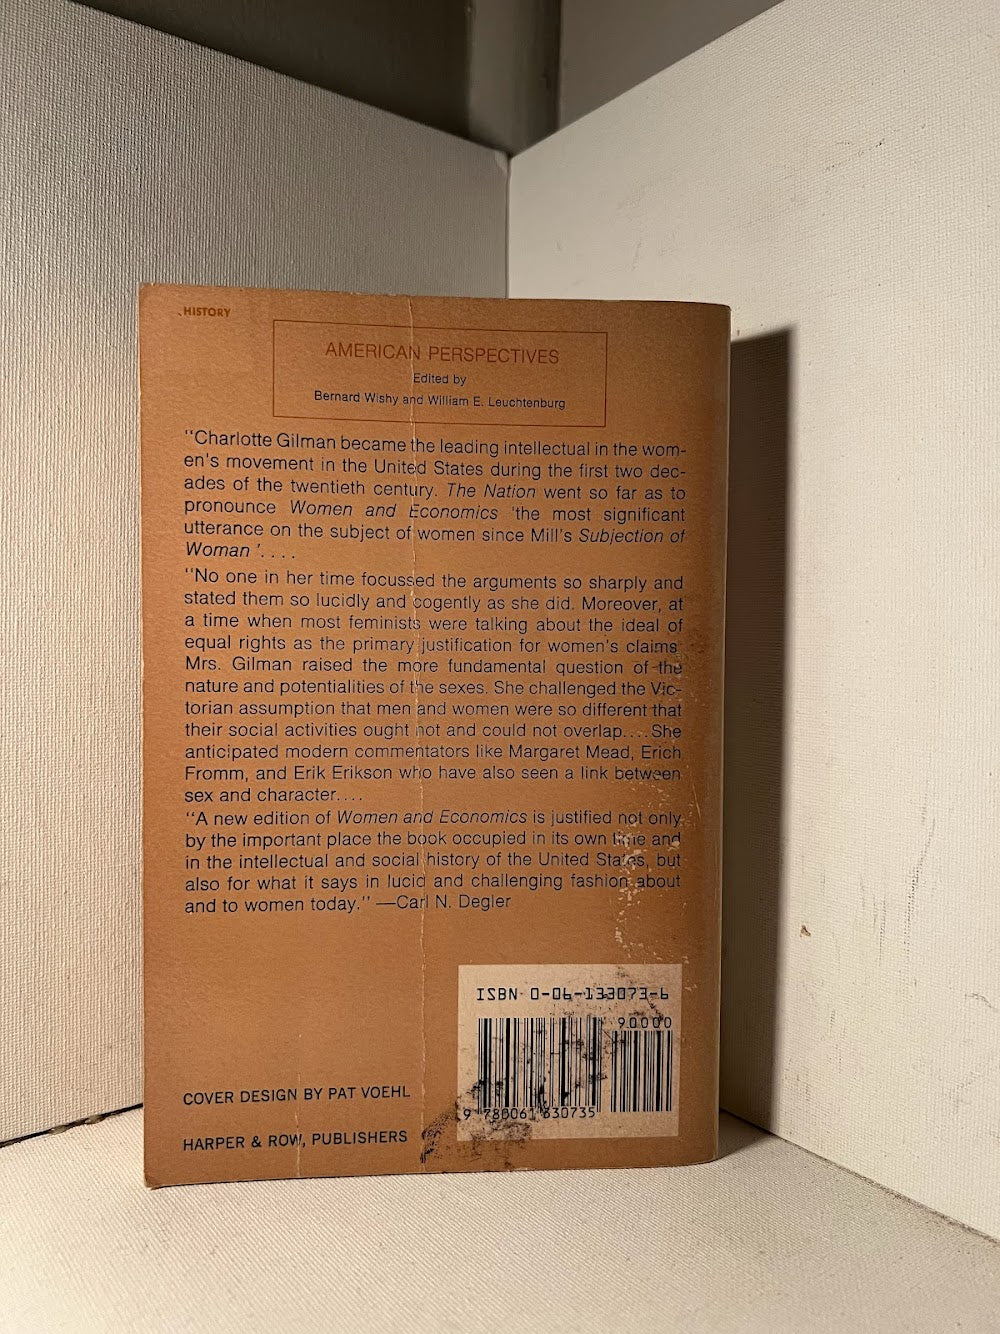 HISTORY
AMERICAN PERSPECTIVES
Edited by
Bernard Wishy and William E. Leuchtenburg
"Charlotte Gilman became the leading intellectual in the wom-
en's movement in the United States during the first two dec-
ades of the twentieth century. The Nation went so far as to
pronounce Women and Economics 'the most significant
utterance on the subject of women since Mill's Subjection of
Woman '. . . .
"No one in her time focussed the arguments so sharply and
stated them so lucidly and cogently as she did. Moreover, at
a time when most feminists were talking about the ideal of
equal rights as the primary justification for women's claims
Mrs. Gilman raised the more fundamental question of the
nature and potentialities of the sexes. She challenged the Vic-
torian assumption that men and women were so different that
their social activities ought not and could not overlap. . . . She
anticipated modern commentators like Margaret Mead, Erich
Fromm, and Erik Erikson who have also seen a link between
sex and character. . . .
"A new edition of Women and Economics is justified not only
by the important place the book occupied in its own time and
in the intellectual and social history of the United States, but
also for what it says in lucid and challenging fashion about
and to women today." —Carl N. Degler
ISBN 0-06-133073-6
90000
9 780061 330735
COVER DESIGN BY PAT VOEHL
HARPER & ROW, PUBLISHERS